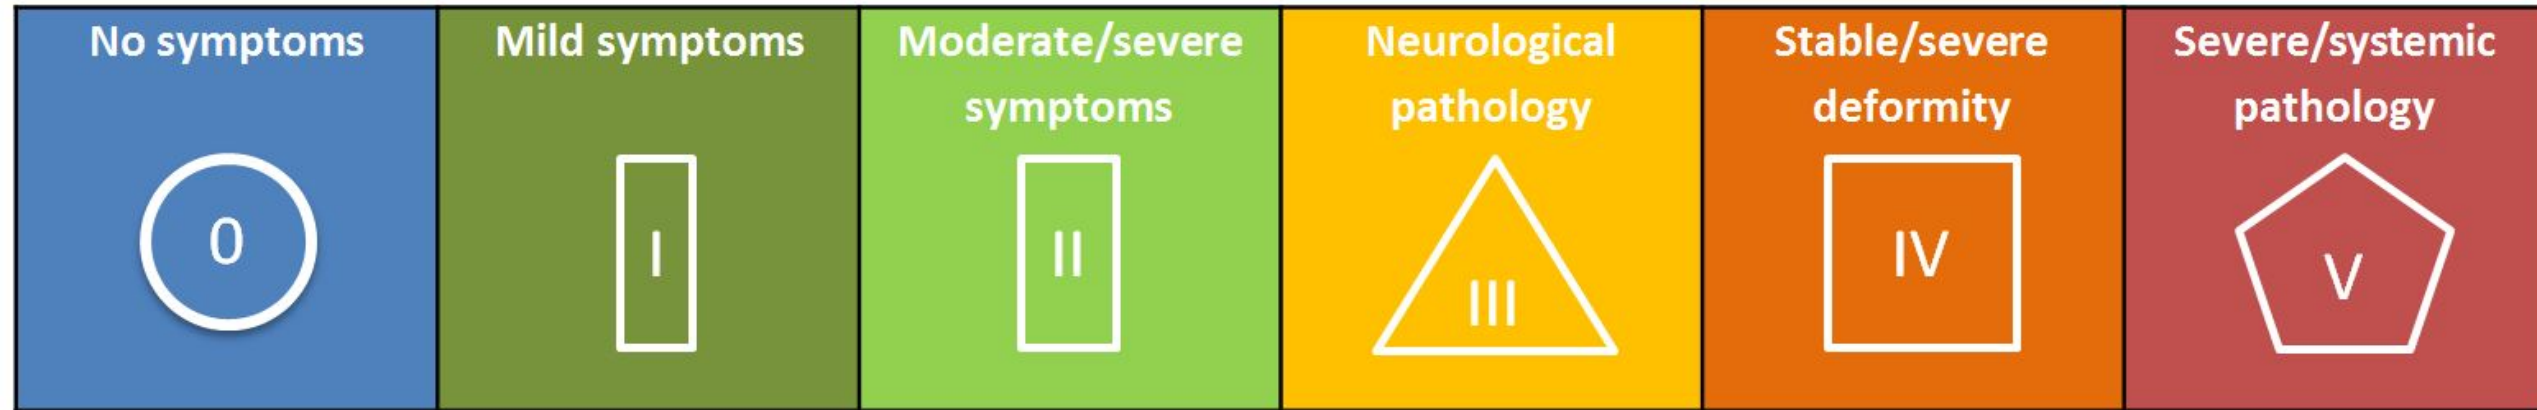 No symptoms
0
Mild symptoms
I
Moderate/severe
symptoms
II
Neurological
pathology
III
Stable/severe
deformity
IV
Severe/systemic
pathology
V